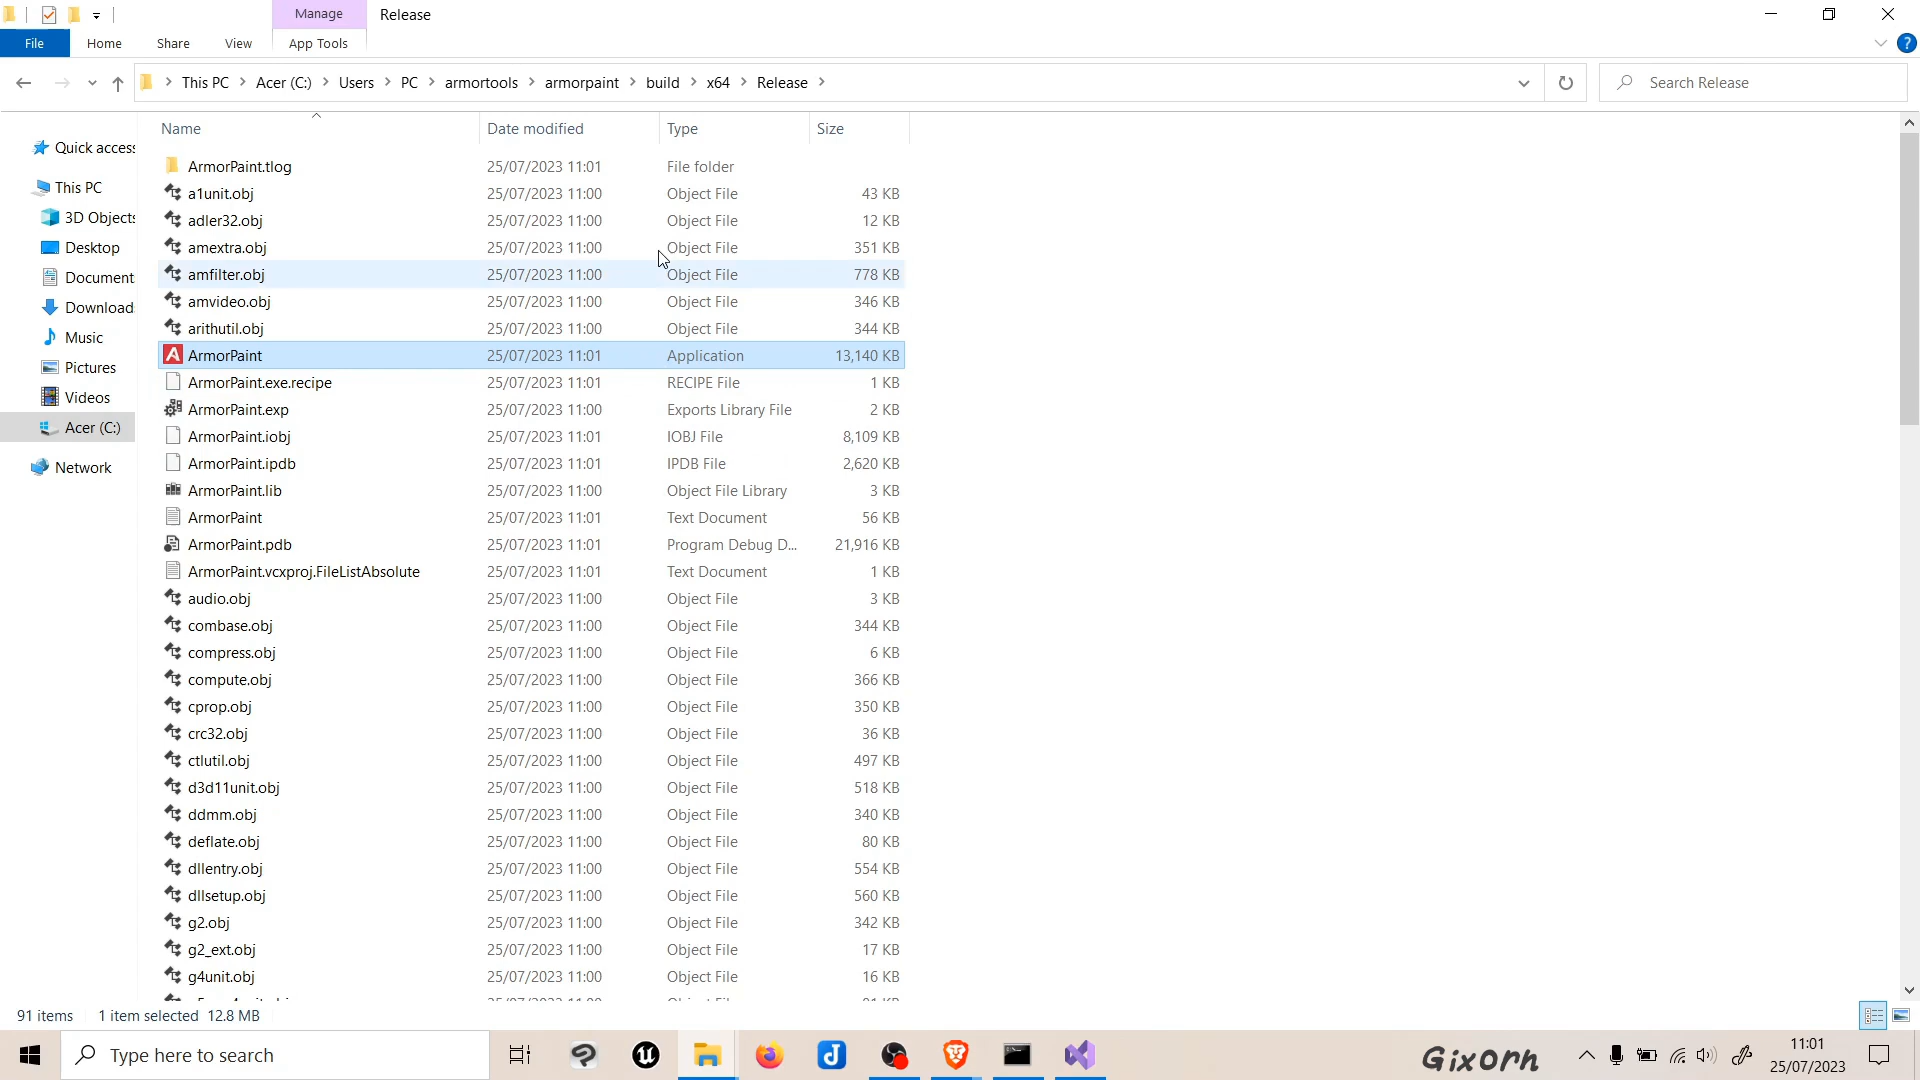 Manage
Release
File
Home
Share
View
App Tools
This PC
Acer (C:)
Users
PC
armortools
armorpaint
build
x64
Release
Search Release
Name
Date modified
Type
Size
Quick access
This PC
3D Objects
Desktop
Document
Download
Music
Pictures
Videos
Acer (C:)
Network
ArmorPaint.tlog 25/07/2023 11:01 File folder
a1unit.obj 25/07/2023 11:00 Object File 43 KB
adler32.obj 25/07/2023 11:00 Object File 12 KB
amextra.obj 25/07/2023 11:00 Object File 351 KB
amfilter.obj 25/07/2023 11:00 Object File 778 KB
amvideo.obj 25/07/2023 11:00 Object File 346 KB
arithutil.obj 25/07/2023 11:00 Object File 344 KB
ArmorPaint 25/07/2023 11:01 Application 13,140 KB
ArmorPaint.exe.recipe 25/07/2023 11:01 RECIPE File 1 KB
ArmorPaint.exp 25/07/2023 11:01 Exports Library File 2 KB
ArmorPaint.iobj 25/07/2023 11:01 IOBJ File 8,109 KB
ArmorPaint.ipdb 25/07/2023 11:01 IPDB File 2,620 KB
ArmorPaint.lib 25/07/2023 11:00 Object File Library 3 KB
ArmorPaint 25/07/2023 11:01 Text Document 56 KB
ArmorPaint.pdb 25/07/2023 11:01 Program Debug D... 21,916 KB
ArmorPaint.vcxproj.FileListAbsolute 25/07/2023 11:01 Text Document 1 KB
audio.obj 25/07/2023 11:00 Object File 3 KB
combase.obj 25/07/2023 11:00 Object File 344 KB
compress.obj 25/07/2023 11:00 Object File 6 KB
compute.obj 25/07/2023 11:00 Object File 366 KB
cprop.obj 25/07/2023 11:00 Object File 350 KB
crc32.obj 25/07/2023 11:00 Object File 36 KB
ctlutil.obj 25/07/2023 11:00 Object File 497 KB
d3d11unit.obj 25/07/2023 11:00 Object File 518 KB
ddmm.obj 25/07/2023 11:00 Object File 340 KB
deflate.obj 25/07/2023 11:00 Object File 80 KB
dllentry.obj 25/07/2023 11:00 Object File 554 KB
dllsetup.obj 25/07/2023 11:00 Object File 560 KB
g2.obj 25/07/2023 11:00 Object File 342 KB
g2_ext.obj 25/07/2023 11:00 Object File 17 KB
g4unit.obj 25/07/2023 11:00 Object File 16 KB
91 items
1 item selected 12.8 MB
Type here to search
Gixorn
11:01
25/07/2023